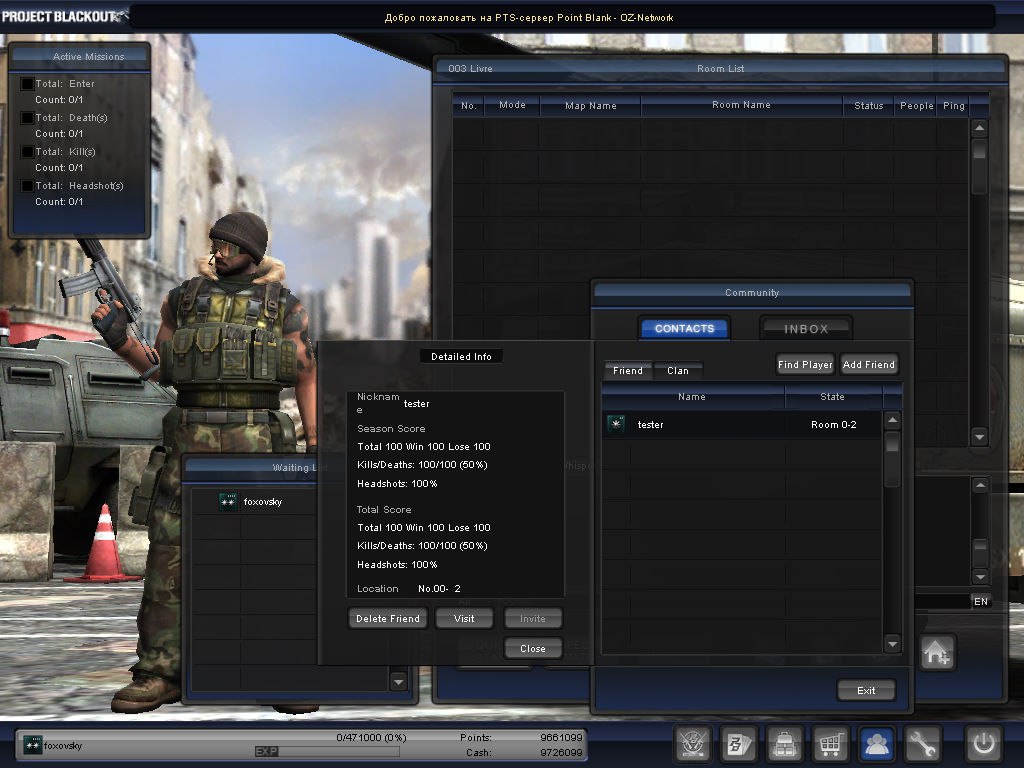 PROJECT BLACKOUT
Добро пожаловать на PTS-сервер Point Blank - OZ-Network
Active Missions
Total: Enter
Count: 0/1
Total: Death(s)
Count: 0/1
Total: Kill(s)
Count: 0/1
Total: Headshot(s)
Count: 0/1
003 Livre
Room List
No. Mode Map Name Room Name Status People Ping
Community
CONTACTS INBOX
Friend Clan Find Player Add Friend
Name State
tester Room 0-2
Exit
Detailed Info
Nicknam
e
tester
Season Score
Total 100 Win 100 Lose 100
Kills/Deaths: 100/100 (50%)
Headshots: 100%
Total Score
Total 100 Win 100 Lose 100
Kills/Deaths: 100/100 (50%)
Headshots: 100%
Location No.00- 2
Delete Friend Visit Invite
Close
Waiting
foxovsky
EN
foxovsky
EXP
0/471000 (0%)
Points: 9661099
Cash: 9726099